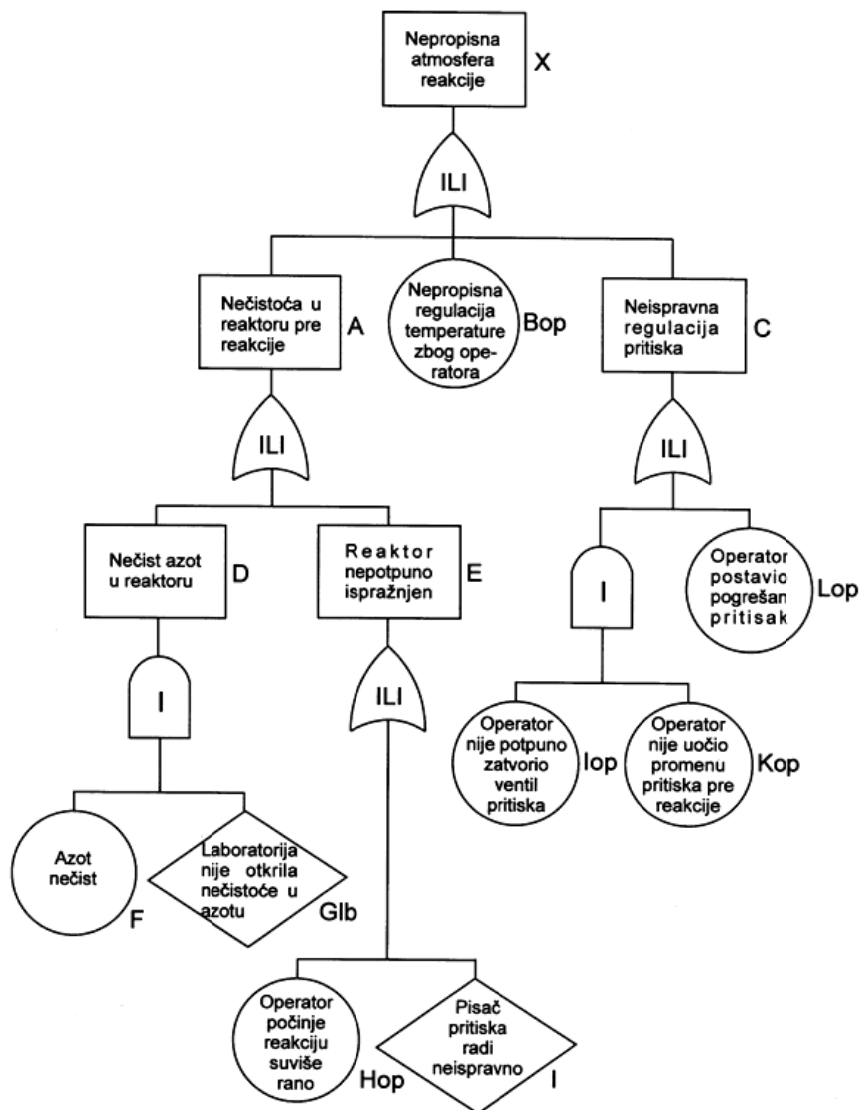 Nepropisna
atmosfera
reakcije
X
ILI
Nečistoća u
reaktoru pre
reakcije
A
Nepropisna
regulacija
temperature
zbog ope-
ratora
Bop
Neispravna
regulacija
pritiska
C
ILI
ILI
Nečist azot
u reaktoru
D
Reaktor
nepotpuno
ispražnjen
E
I
Operator
postavio
pogrešan
pritisak
Lop
I
ILI
Operator
nije potpuno
zatvorio
ventil
pritiska
Iop
Operator
nije uočio
promenu
pritiska pre
reakcije
Kop
Azot
nečist
F
Laboratorija
nije otkrila
nečistoće u
azotu
Glb
Operator
počinje
reakciju
suviše
rano
Hop
Pisač
pritiska
radi
neispravno
I